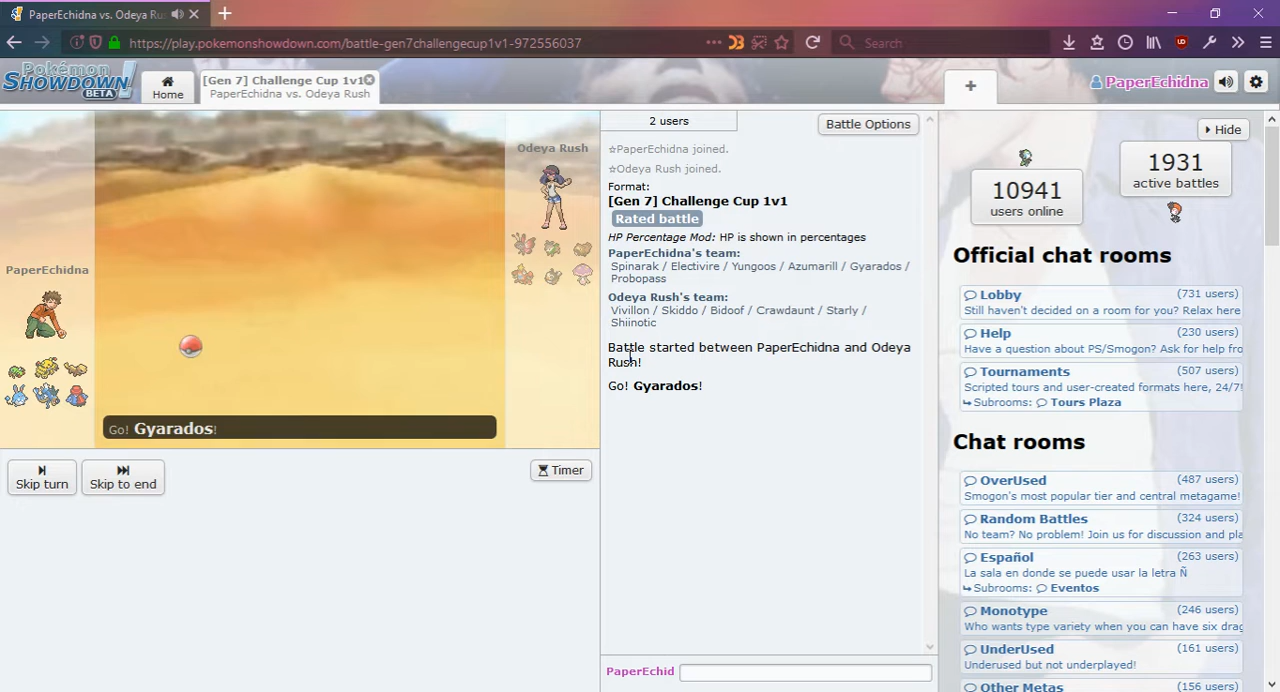 PaperEchidna vs. Odeya Rus
https://play.pokemonshowdown.com/battle-gen7challengecup1v1-972556037
Search
Pokémon
SHOWDOWN
BETA
Home
[Gen 7] Challenge Cup 1v1
PaperEchidna vs. Odeya Rush
+
PaperEchidna
2 users
Battle Options
Hide
Odeya Rush
PaperEchidna
Go! Gyarados!
Skip turn
Skip to end
Timer
☆PaperEchidna joined.
☆Odeya Rush joined.
Format:
[Gen 7] Challenge Cup 1v1
Rated battle
HP Percentage Mod: HP is shown in percentages
PaperEchidna's team:
Spinarak / Electivire / Yungoos / Azumarill / Gyarados /
Probopass
Odeya Rush's team:
Vivillon / Skiddo / Bidoof / Crawdaunt / Starly /
Shiinotic
Battle started between PaperEchidna and Odeya
Rush!
Go! Gyarados!
PaperEchid
10941
users online
1931
active battles
Official chat rooms
Lobby (731 users)
Still haven't decided on a room for you? Relax here
Help (230 users)
Have a question about PS/Smogon? Ask for help fro
Tournaments (507 users)
Scripted tours and user-created formats here, 24/7!
Subrooms: Tours Plaza
Chat rooms
OverUsed (487 users)
Smogon's most popular tier and central metagame!
Random Battles (324 users)
No team? No problem! Join us for discussion and pla
Español (263 users)
La sala en donde se puede usar la letra Ñ
Subrooms: Eventos
Monotype (246 users)
Who wants type variety when you can have six drag
UnderUsed (161 users)
Underused but not underplayed!
Other Metas (156 users)